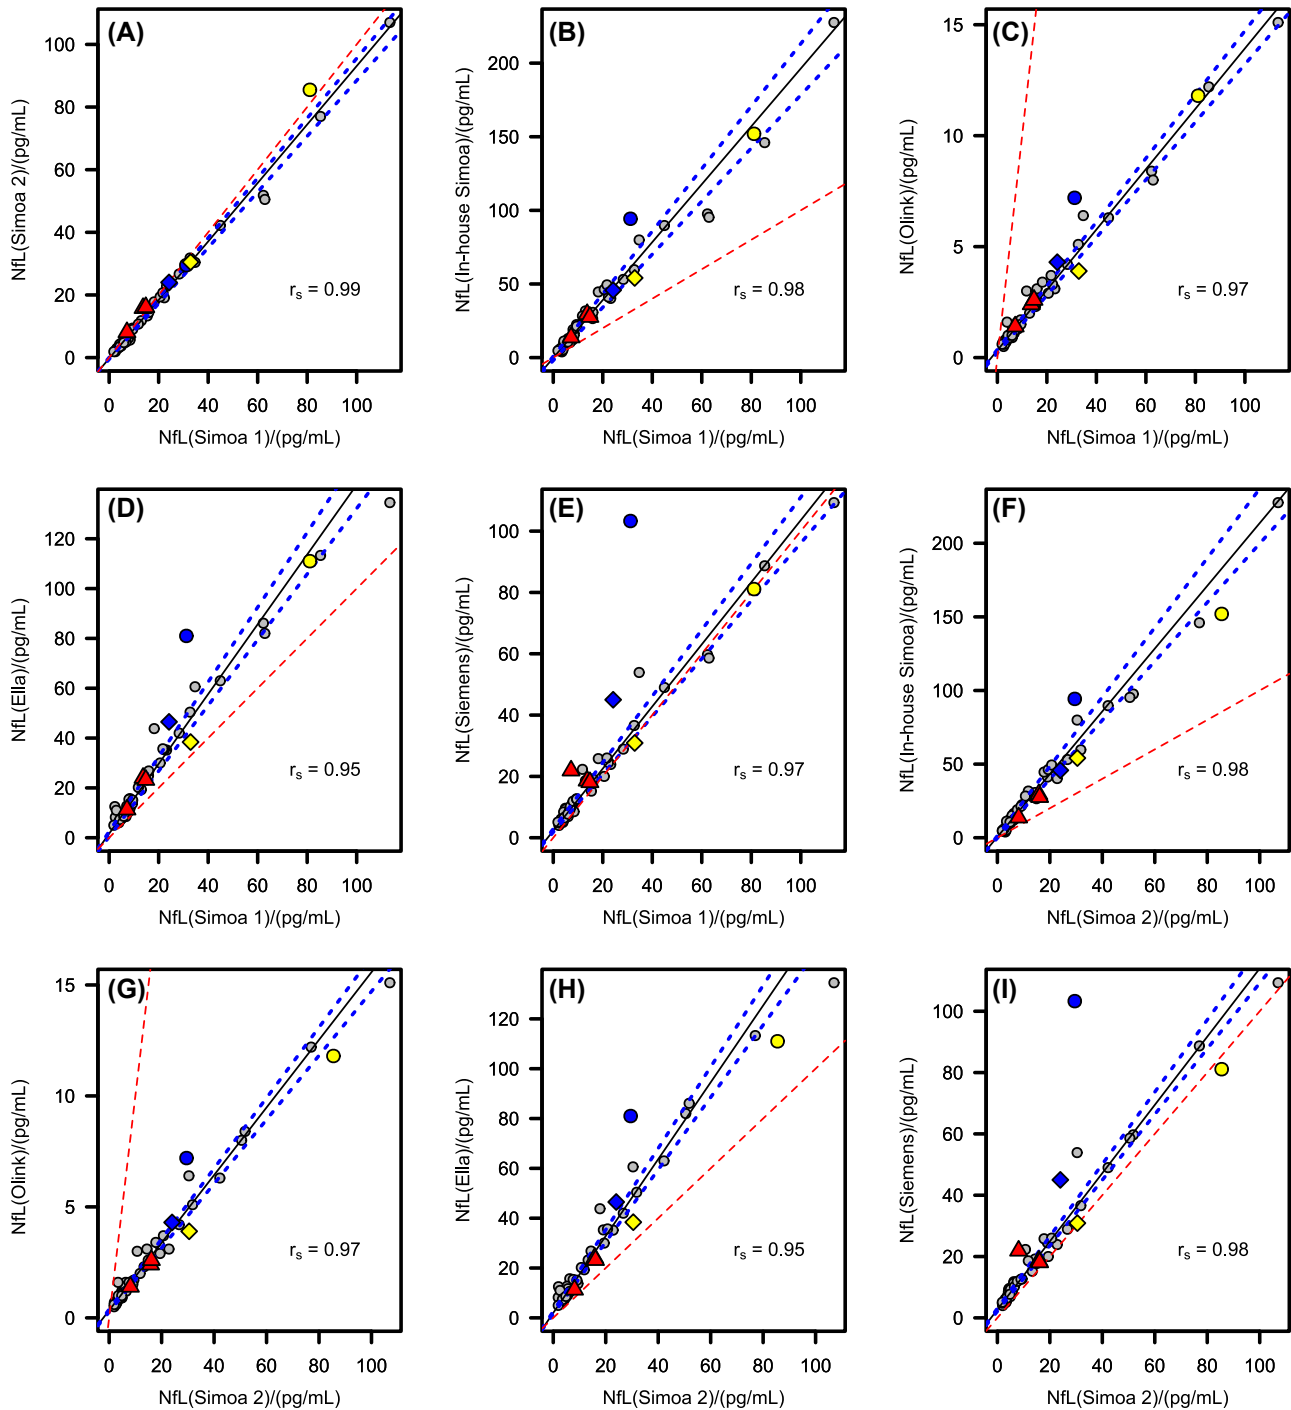 (A)
NfL(Simoa 2)/(pg/mL)
100
80
60
40
20
0
rs = 0.99
0 20 40 60 80 100
NfL(Simoa 1)/(pg/mL)
(B)
NfL(In-house Simoa)/(pg/mL)
200
150
100
50
0
rs = 0.98
0 20 40 60 80 100
NfL(Simoa 1)/(pg/mL)
(C)
NfL(Olink)/(pg/mL)
15
10
5
0
rs = 0.97
0 20 40 60 80 100
NfL(Simoa 1)/(pg/mL)
(D)
NfL(Ella)/(pg/mL)
120
100
80
60
40
20
0
rs = 0.95
0 20 40 60 80 100
NfL(Simoa 1)/(pg/mL)
(E)
NfL(Siemens)/(pg/mL)
100
80
60
40
20
0
rs = 0.97
0 20 40 60 80 100
NfL(Simoa 1)/(pg/mL)
(F)
NfL(In-house Simoa)/(pg/mL)
200
150
100
50
0
rs = 0.98
0 20 40 60 80 100
NfL(Simoa 2)/(pg/mL)
(G)
NfL(Olink)/(pg/mL)
15
10
5
0
rs = 0.97
0 20 40 60 80 100
NfL(Simoa 2)/(pg/mL)
(H)
NfL(Ella)/(pg/mL)
120
100
80
60
40
20
0
rs = 0.95
0 20 40 60 80 100
NfL(Simoa 2)/(pg/mL)
(I)
NfL(Siemens)/(pg/mL)
100
80
60
40
20
0
rs = 0.98
0 20 40 60 80 100
NfL(Simoa 2)/(pg/mL)